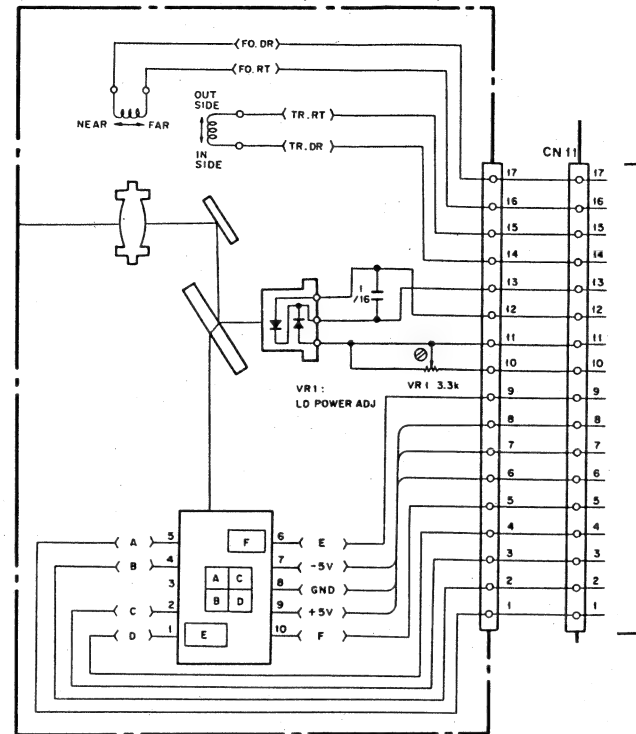 (FO. DR)
(FO. RT)
OUT
SIDE
NEAR FAR
(TR. RT)
(TR. DR)
IN
SIDE
CN 11
17 17
16 16
15 15
14 14
13 13
1
/16
12 12
11 11
10 10
VR1 :
LD POWER ADJ
VR 1 3.3k
9 9
8 8
7 7
6 6
5 5
4 4
3 3
2 2
1 1
( A ) 5 F 6 ( E )
( B ) 4 7 ( -5V )
3 A C 8 ( GND )
( C ) 2 B D 9 ( +5V )
( D ) 1 E 10 ( F )